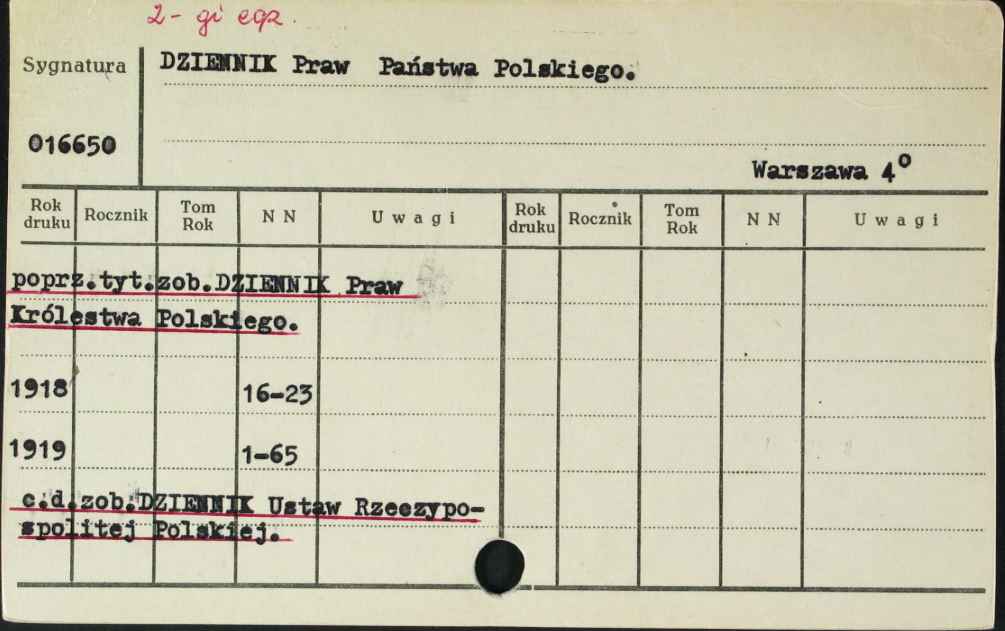 2-gi egz.
Sygnatura
DZIENNIK Praw Państwa Polskiego.
016650
Warszawa 4º
Rok druku Rocznik Tom Rok N N U w a g i Rok druku Rocznik Tom Rok N N U w a g i
poprz.tyt.zob.DZIENNIK Praw
Królestwa Polskiego.
1918 16-23
1919 1-65
c.d.zob.DZIENNIK Ustaw Rzeczypo-
spolitej Polskiej.